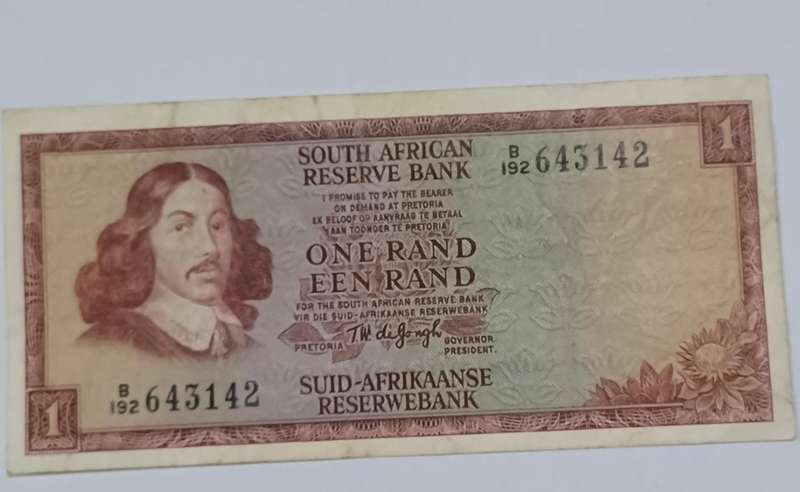 1
SOUTH AFRICAN
RESERVE BANK
B
192 643142
I PROMISE TO PAY THE BEARER
ON DEMAND AT PRETORIA
EK BELOOF OP AANVRAAG TE BETAAL
AAN TOONDER TE PRETORIA
ONE RAND
EEN RAND
FOR THE SOUTH AFRICAN RESERVE BANK
VIR DIE SUID-AFRIKAANSE RESERWEBANK
T.W. de Jongh
PRETORIA GOVERNOR
PRESIDENT.
B
192 643142
SUID-AFRIKAANSE
RESERWEBANK
1